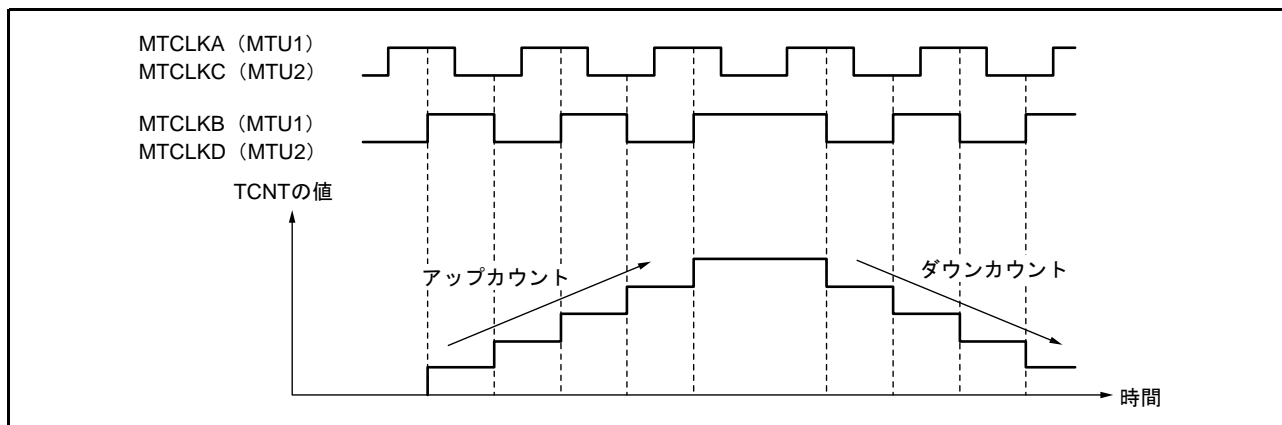 MTCLKA（MTU1）
MTCLKC（MTU2）
MTCLKB（MTU1）
MTCLKD（MTU2）
TCNTの値
アップカウント
ダウンカウント
時間